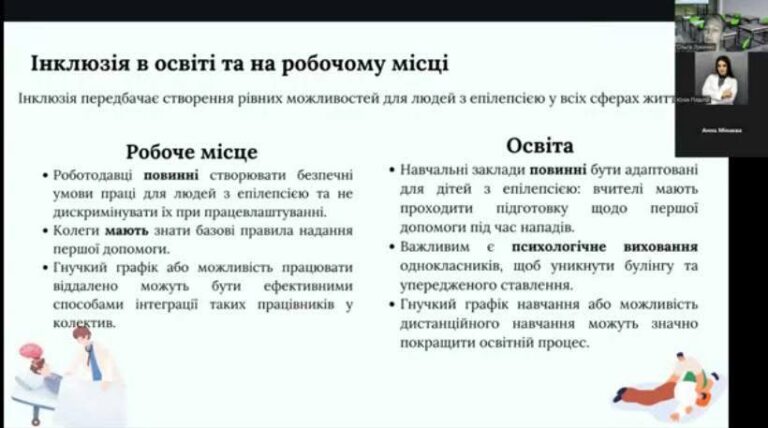 Інклюзія в освіті та на робочому місці
Інклюзія передбачає створення рівних можливостей для людей з епілепсією у всіх сферах житт
Робоче місце
Роботодавці повинні створювати безпечні
умови праці для людей з епілепсією та не
дискримінувати їх при працевлаштуванні.
Колеги мають знати базові правила надання
першої допомоги.
Гнучкий графік або можливість працювати
віддалено можуть бути ефективними
способами інтеграції таких працівників у
колектив.
Освіта
Навчальні заклади повинні бути адаптовані
для дітей з епілепсією: вчителі мають
проходити підготовку щодо першої
допомоги під час нападів.
Важливим є психологічне виховання
однокласників, щоб уникнути булінгу та
упередженого ставлення.
Гнучкий графік навчання або можливість
дистанційного навчання можуть значно
покращити освітній процес.
Ольга
Юлія
Анна